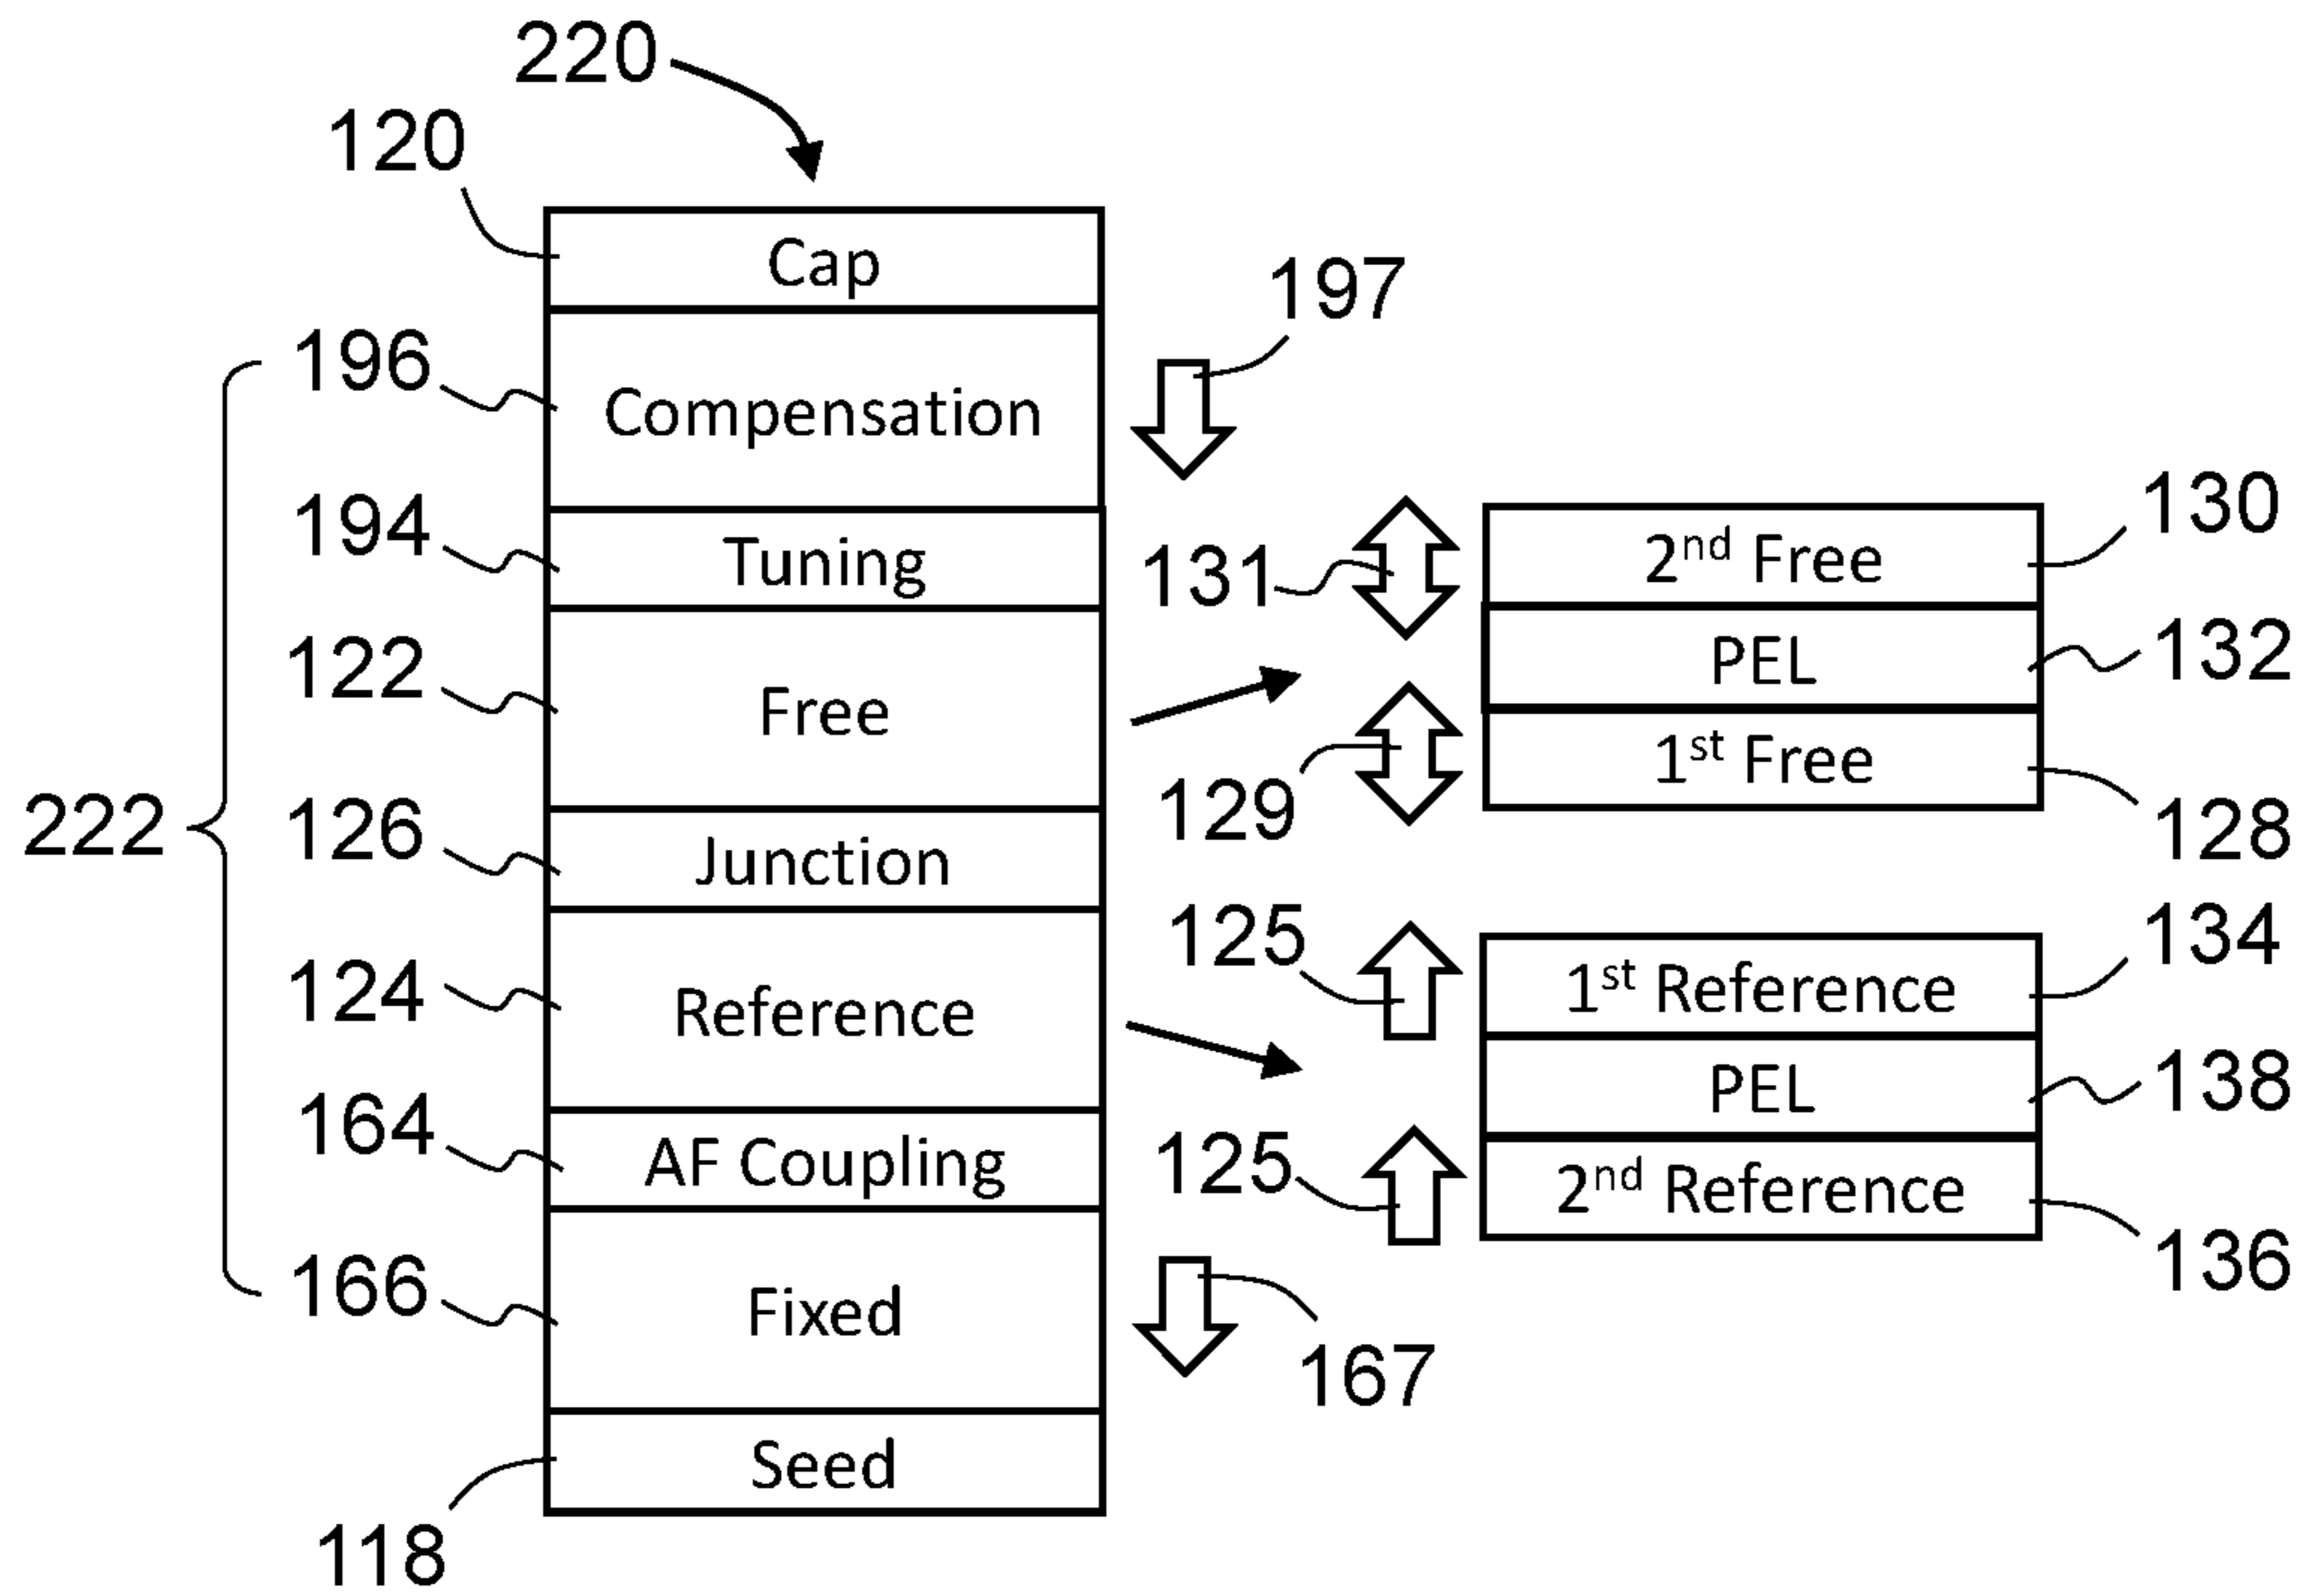 220
120
Cap
197
196
Compensation
194
Tuning
131
2nd Free
130
122
Free
PEL
132
129
1st Free
128
222
126
Junction
125
1st Reference
134
124
Reference
PEL
138
164
AF Coupling
125
2nd Reference
136
166
Fixed
167
Seed
118